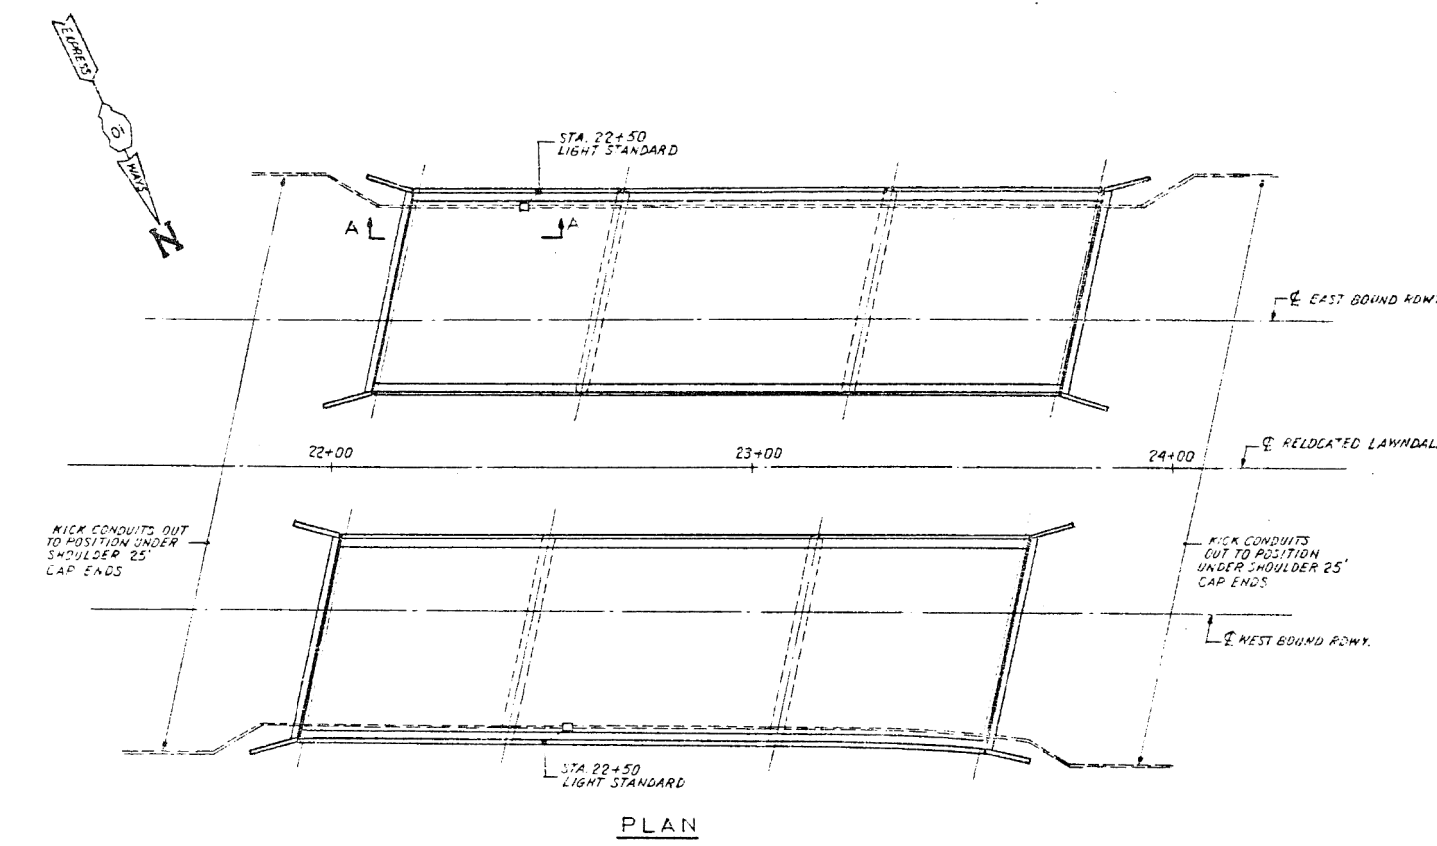 EXPRESS
Ō
WAYS
N
STA. 22+50
LIGHT STANDARD
A
A
℄ EAST BOUND RDWY
22+00
23+00
24+00
℄ RELOCATED LAWNDAL
KICK CONDUITS OUT
TO POSITION UNDER
SHOULDER 25'
CAP ENDS
KICK CONDUITS
OUT TO POSITION
UNDER SHOULDER 25'
CAP ENDS
℄ WEST BOUND RDWY.
STA. 22+50
LIGHT STANDARD
PLAN